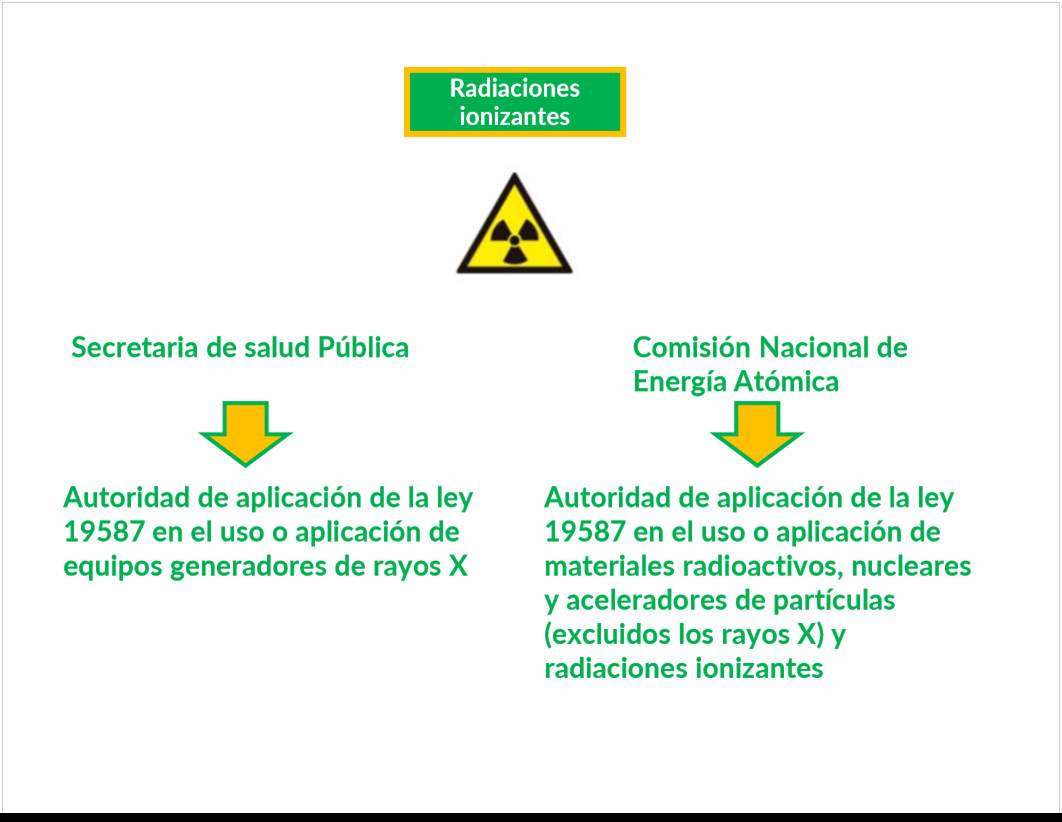 Radiaciones
ionizantes
Secretaria de salud Pública
Autoridad de aplicación de la ley
19587 en el uso o aplicación de
equipos generadores de rayos X
Comisión Nacional de
Energía Atómica
Autoridad de aplicación de la ley
19587 en el uso o aplicación de
materiales radioactivos, nucleares
y aceleradores de partículas
(excluidos los rayos X) y
radiaciones ionizantes